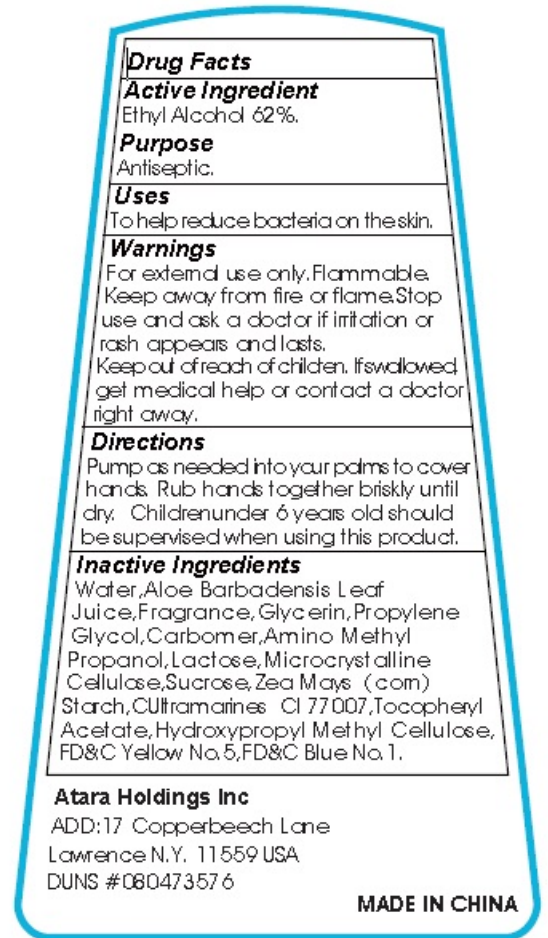 Drug Facts
Active Ingredient
Ethyl Alcohol 62%.
Purpose
Antiseptic.
Uses
To help reduce bacteria on the skin.
Warnings
For external use only. Flammable.
Keep away from fire or flame. Stop
use and ask a doctor if irritation or
rash appears and lasts.
Keep out of reach of children. If swallowed,
get medical help or contact a doctor
right away.
Directions
Pump as needed into your palms to cover
hands. Rub hands together briskly until
dry. Children under 6 years old should
be supervised when using this product.
Inactive Ingredients
Water, Aloe Barbadensis Leaf
Juice, Fragrance, Glycerin, Propylene
Glycol, Carbomer, Amino Methyl
Propanol, Lactose, Microcrystalline
Cellulose, Sucrose, Zea Mays (corn)
Starch, CUltramarines CI 77007, Tocopheryl
Acetate, Hydroxypropyl Methyl Cellulose,
FD&C Yellow No.5, FD&C Blue No.1.
Atara Holdings Inc
ADD:17 Copperbeech Lane
Lawrence N.Y. 11559 USA
DUNS #080473576
MADE IN CHINA